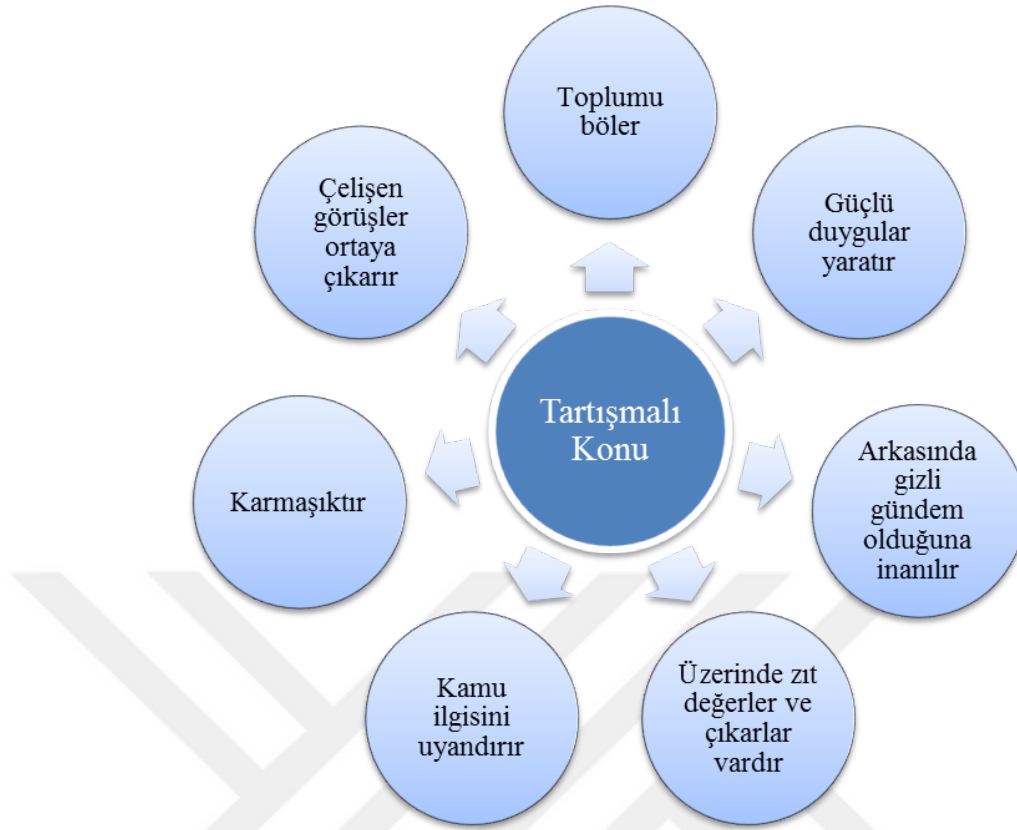 Toplumu
böler
Güçlü
duygular
yaratır
Arkasında
gizli
gündem
olduğuna
inanılır
Üzerinde zıt
değerler ve
çıkarlar
vardır
Kamu
ilgisini
uyandırır
Karmaşıktır
Çelişen
görüşler
ortaya
çıkarır
Tartışmalı
Konu